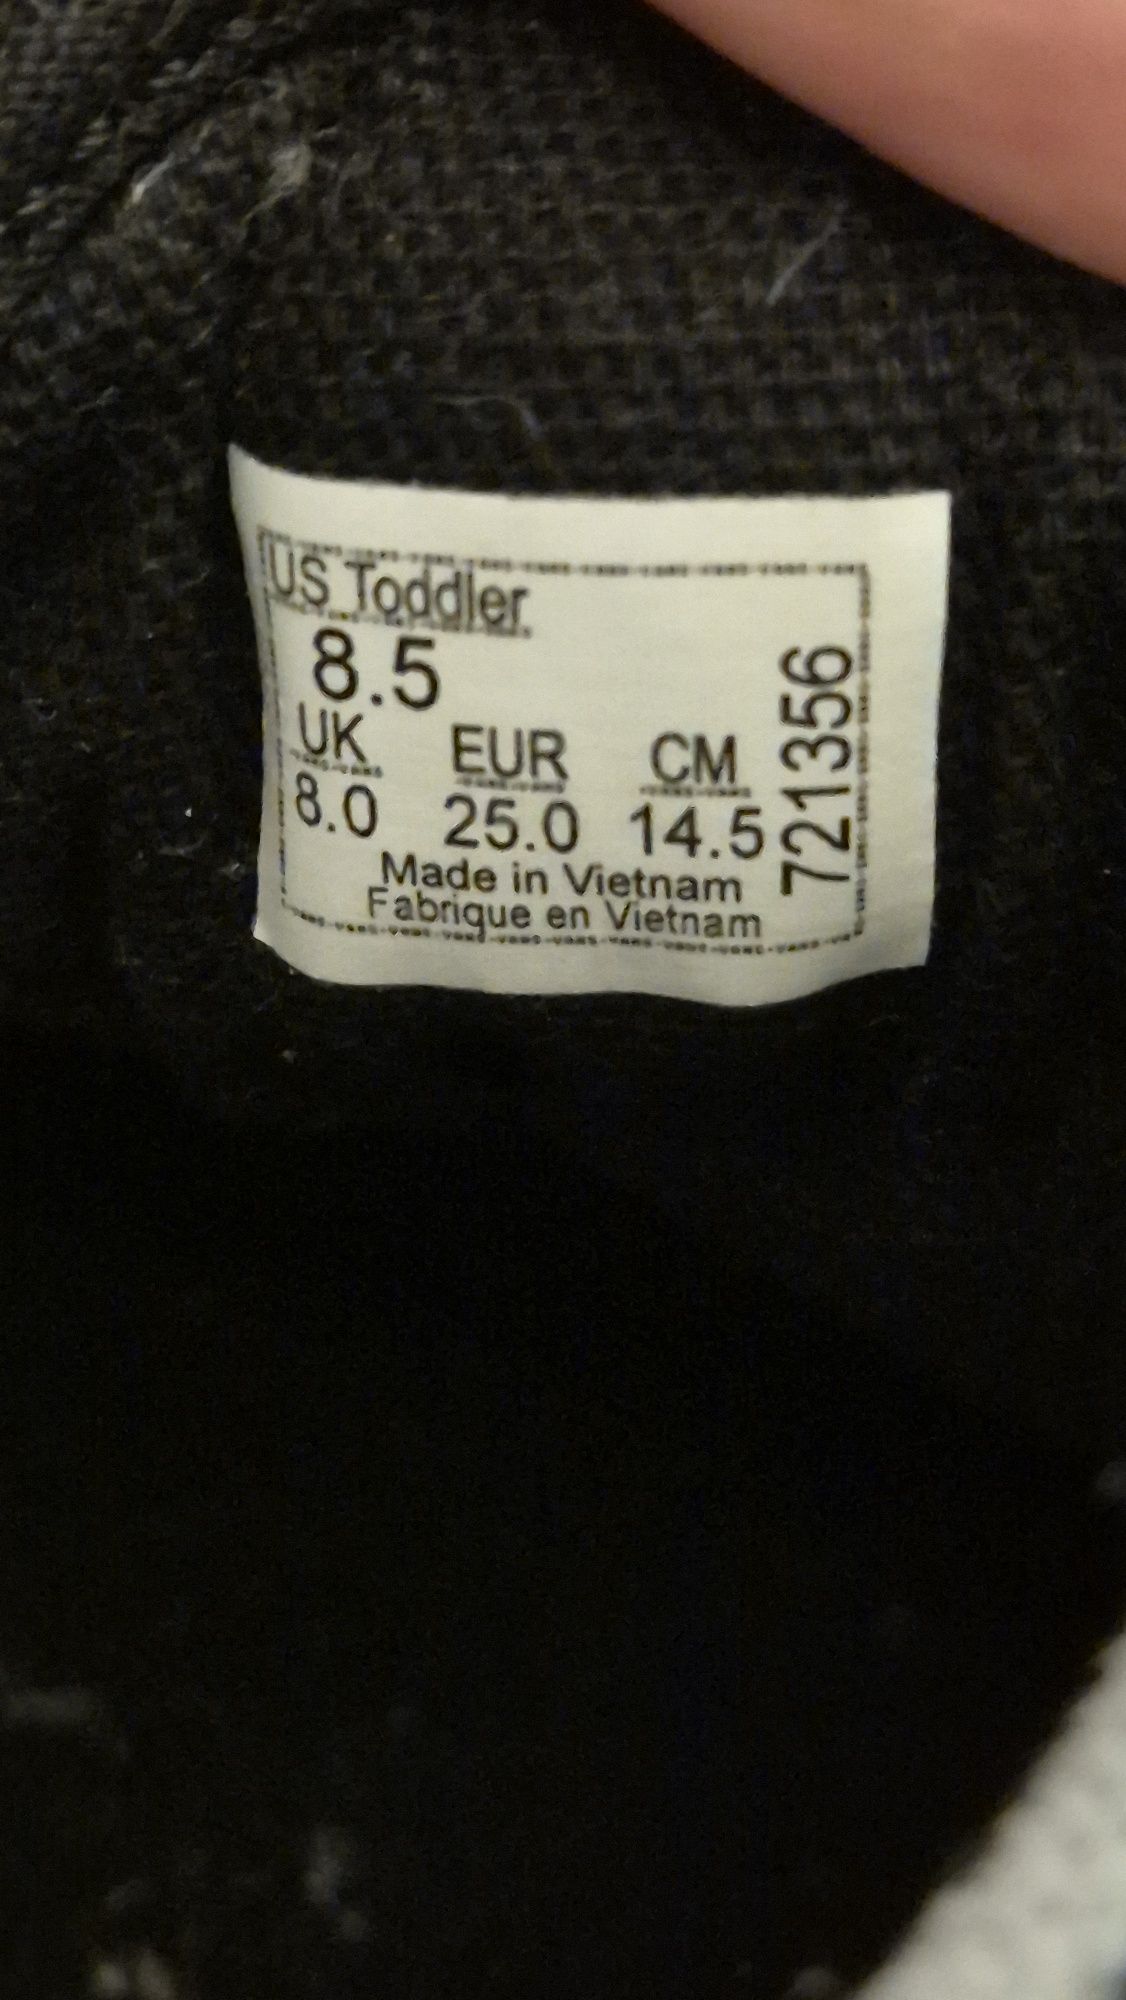 US Toddler
8.5
UK EUR CM
8.0 25.0 14.5
Made in Vietnam
Fabrique en Vietnam
721356